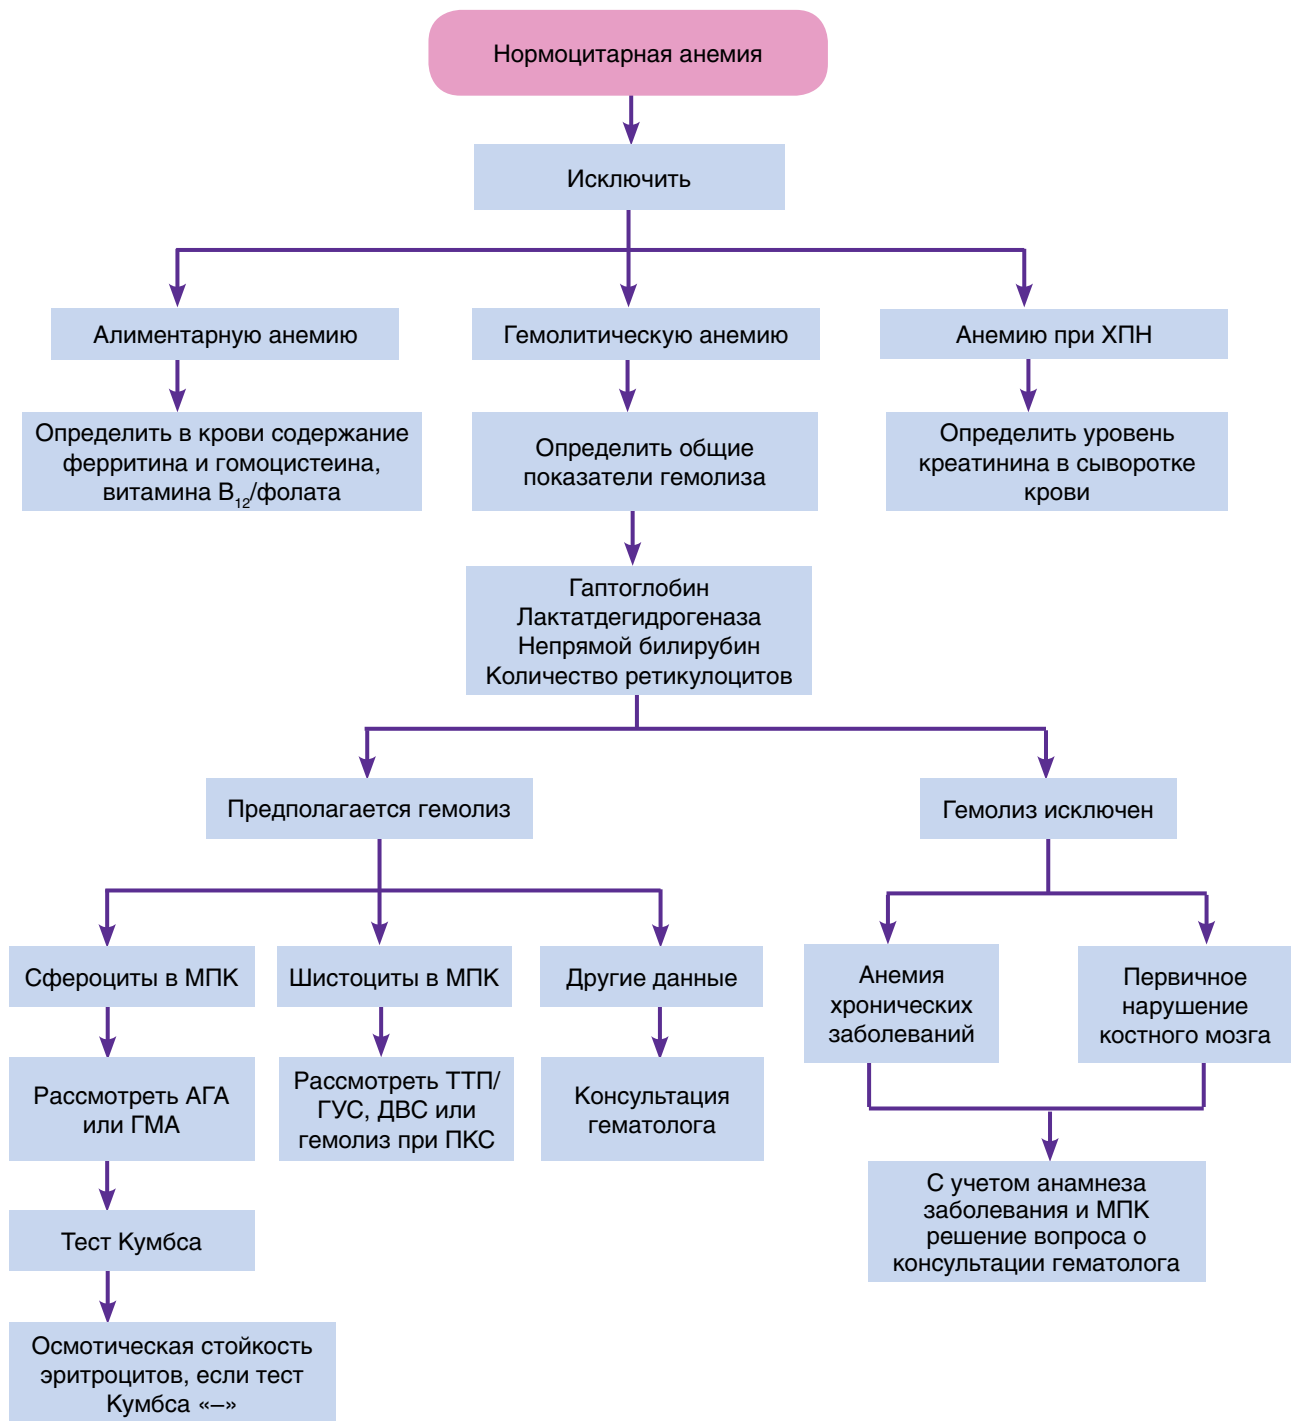 Нормоцитарная анемия
Исключить
Алиментарную анемию
Гемолитическую анемию
Анемию при ХПН
Определить в крови содержание
ферритина и гомоцистеина,
витамина B₁₂/фолата
Определить общие
показатели гемолиза
Определить уровень
креатинина в сыворотке
крови
Гаптоглобин
Лактатдегидрогеназа
Непрямой билирубин
Количество ретикулоцитов
Предполагается гемолиз
Гемолиз исключен
Сфероциты в МПК
Шистоциты в МПК
Другие данные
Анемия
хронических
заболеваний
Первичное
нарушение
костного мозга
Рассмотреть АГА
или ГМА
Рассмотреть ТТП/
ГУС, ДВС или
гемолиз при ПКС
Консультация
гематолога
С учетом анамнеза
заболевания и МПК
решение вопроса о
консультации гематолога
Тест Кумбса
Осмотическая стойкость
эритроцитов, если тест
Кумбса «–»